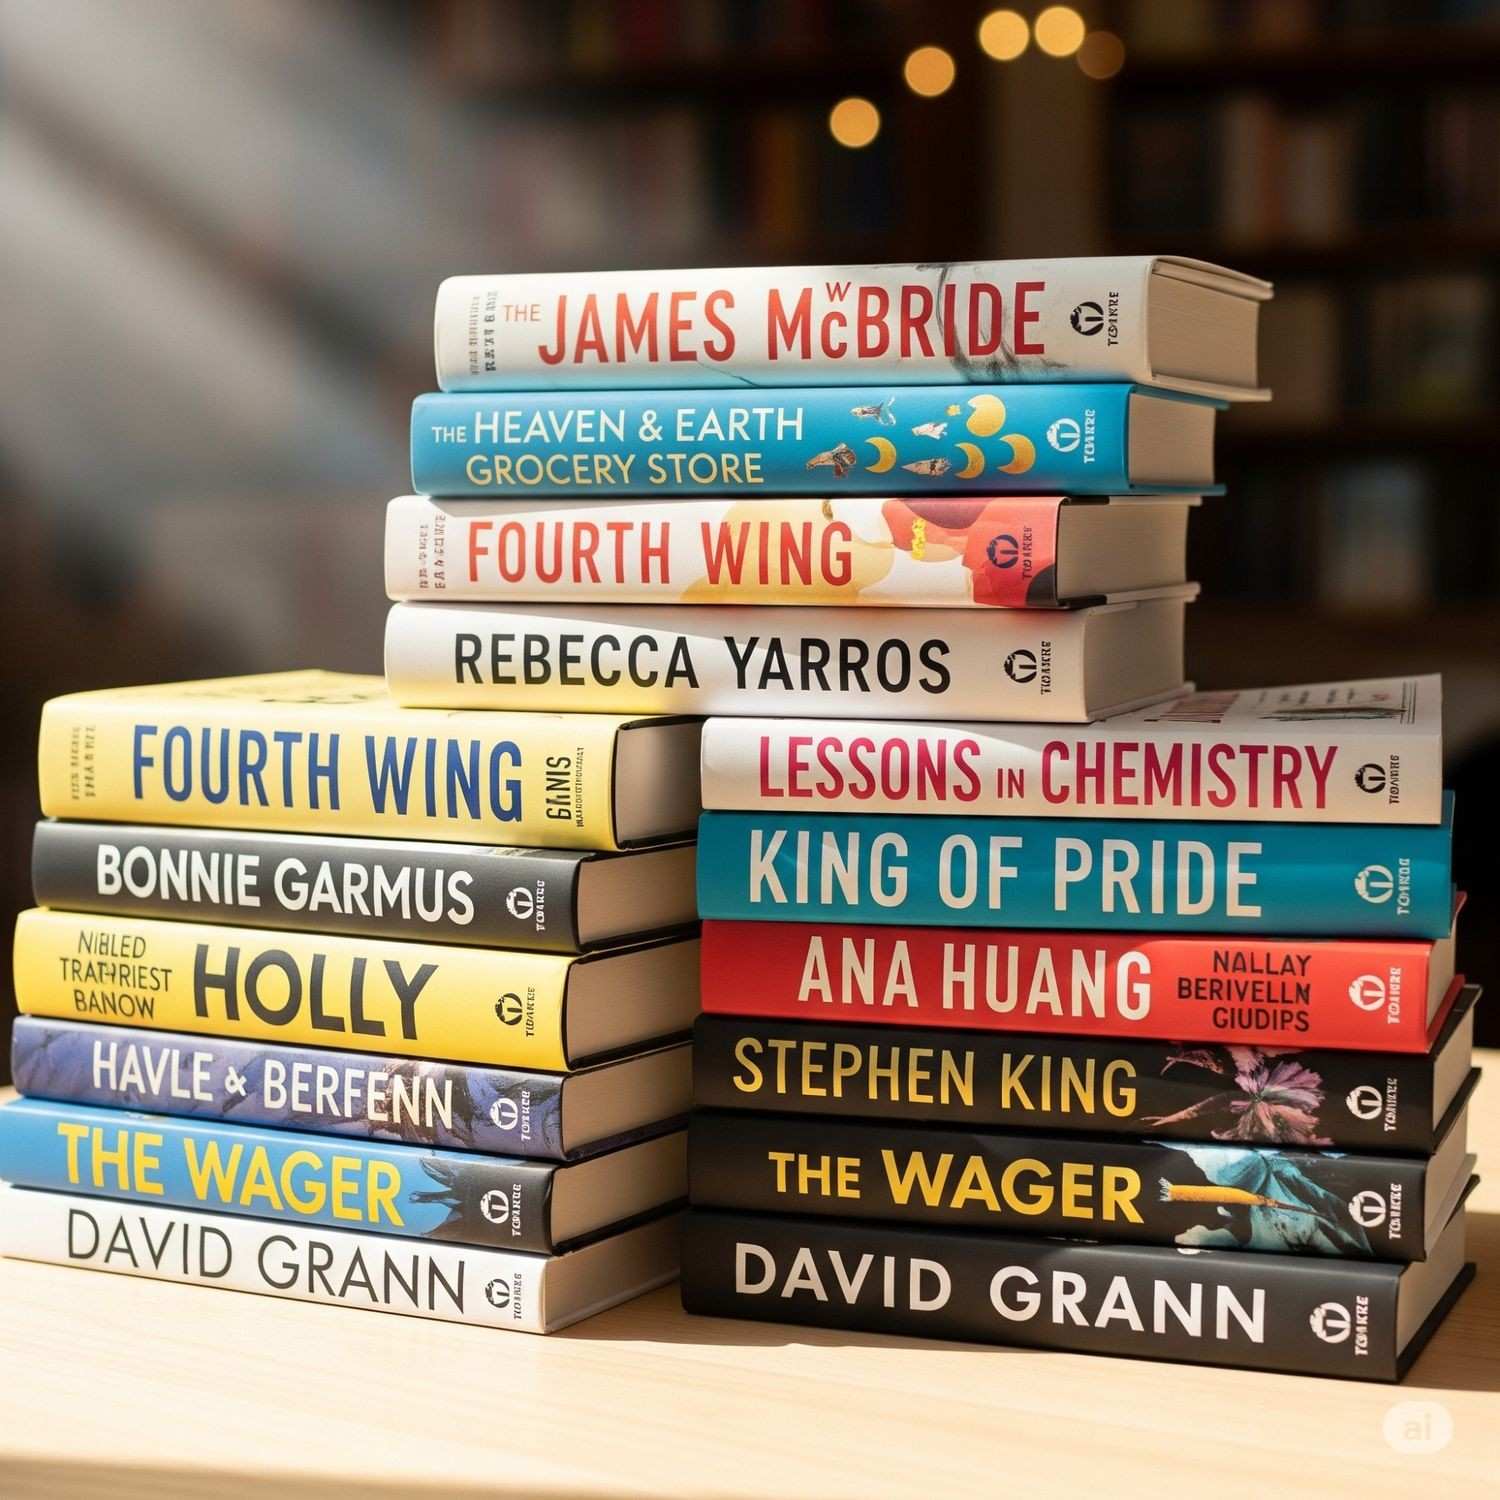 THE JAMES McBRIDE
W
THE HEAVEN & EARTH
GROCERY STORE
FOURTH WING
REBECCA YARROS
FOURTH WING
BONNIE GARMUS
NIBLED
TRATHRIEST
BANOW
HOLLY
HAVLE & BERFENN
THE WAGER
DAVID GRANN
LESSONS IN CHEMISTRY
KING OF PRIDE
ANA HUANG
NALLAY
BERIVELLN
GIUDIPS
STEPHEN KING
THE WAGER
DAVID GRANN
ai